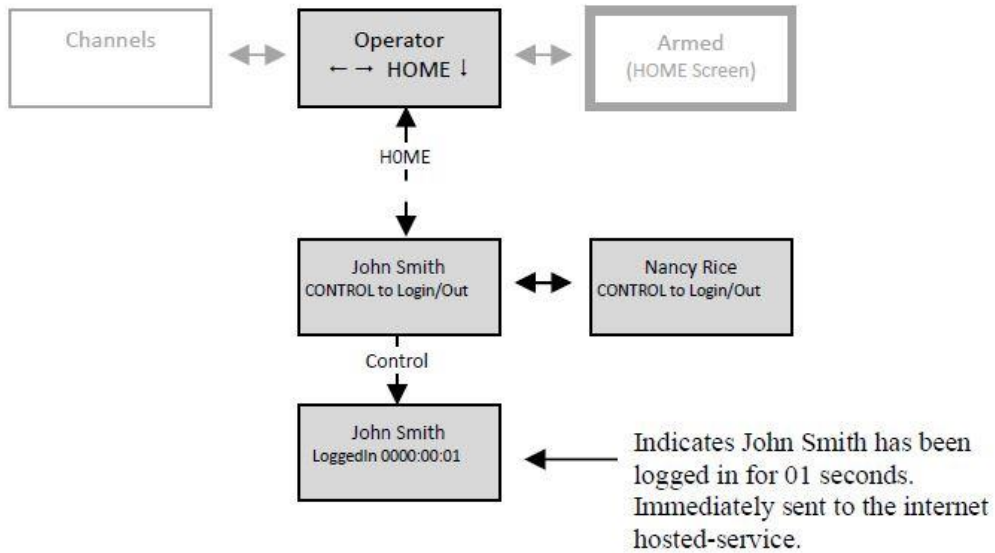 Channels
Operator
← → HOME ↓
Armed
(HOME Screen)
HOME
John Smith
CONTROL to Login/Out
Nancy Rice
CONTROL to Login/Out
Control
John Smith
LoggedIn 0000:00:01
Indicates John Smith has been
logged in for 01 seconds.
Immediately sent to the internet
hosted-service.